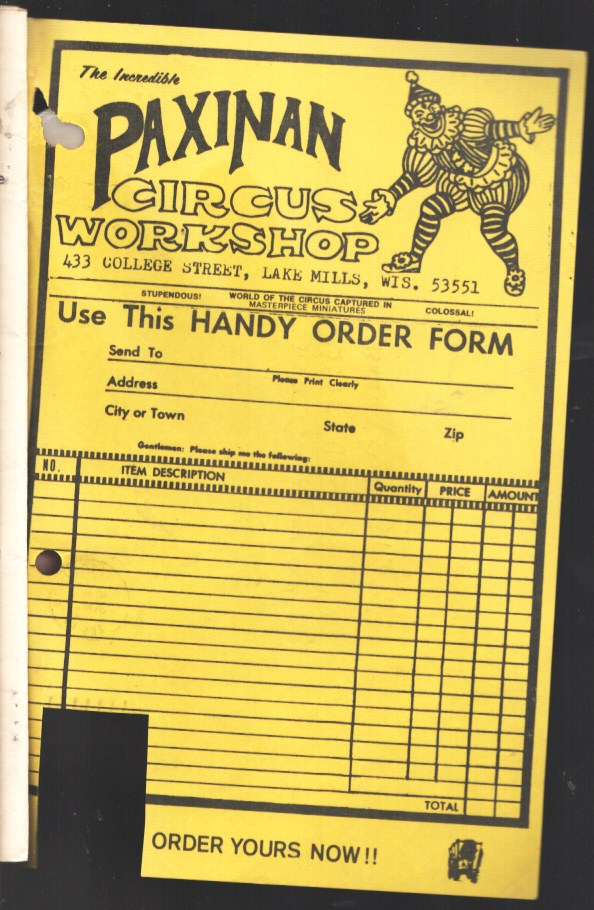 The Incredible
PAXINAN
CIRCUS
WORKSHOP
433 COLLEGE STREET, LAKE MILLS, WIS. 53551
STUPENDOUS! WORLD OF THE CIRCUS CAPTURED IN MASTERPIECE MINIATURES COLOSSAL!
Use This HANDY ORDER FORM
Send To
Please Print Clearly
Address
City or Town State Zip
Gentlemen: Please ship me the following:
NO. ITEM DESCRIPTION Quantity PRICE AMOUNT
TOTAL
ORDER YOURS NOW!!